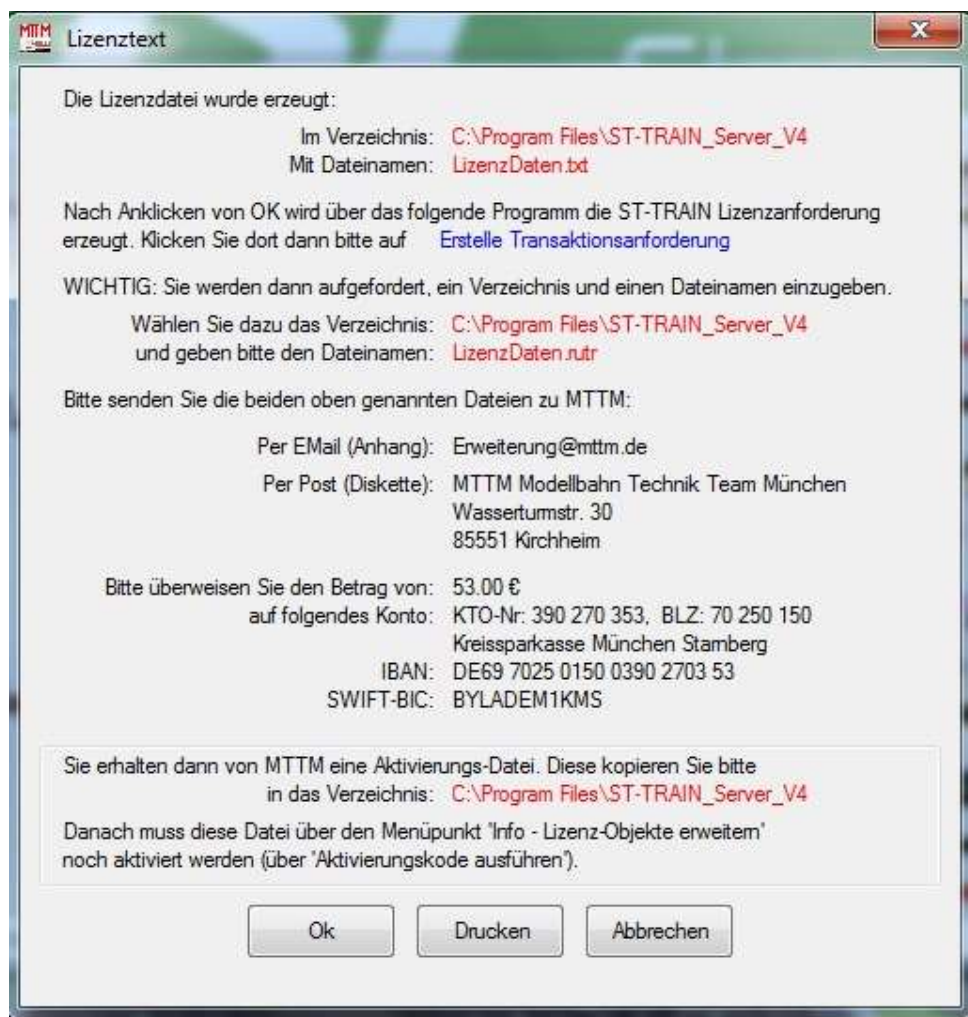 MTTM
Lizenztext
Die Lizenzdatei wurde erzeugt:
Im Verzeichnis: C:\Program Files\ST-TRAIN_Server_V4
Mit Dateinamen: LizenzDaten.txt
Nach Anklicken von OK wird über das folgende Programm die ST-TRAIN Lizenzanforderung
erzeugt. Klicken Sie dort dann bitte auf Erstelle Transaktionsanforderung
WICHTIG: Sie werden dann aufgefordert, ein Verzeichnis und einen Dateinamen einzugeben.
Wählen Sie dazu das Verzeichnis: C:\Program Files\ST-TRAIN_Server_V4
und geben bitte den Dateinamen: LizenzDaten.rutr
Bitte senden Sie die beiden oben genannten Dateien zu MTTM:
Per EMail (Anhang): Erweiterung@mttm.de
Per Post (Diskette): MTTM Modellbahn Technik Team München
Wasserturmstr. 30
85551 Kirchheim
Bitte überweisen Sie den Betrag von: 53.00 €
auf folgendes Konto: KTO-Nr: 390 270 353, BLZ: 70 250 150
Kreissparkasse München Starnberg
IBAN: DE69 7025 0150 0390 2703 53
SWIFT-BIC: BYLADEM1KMS
Sie erhalten dann von MTTM eine Aktivierungs-Datei. Diese kopieren Sie bitte
in das Verzeichnis: C:\Program Files\ST-TRAIN_Server_V4
Danach muss diese Datei über den Menüpunkt 'Info - Lizenz-Objekte erweitern'
noch aktiviert werden (über 'Aktivierungskode ausführen').
Ok
Drucken
Abbrechen